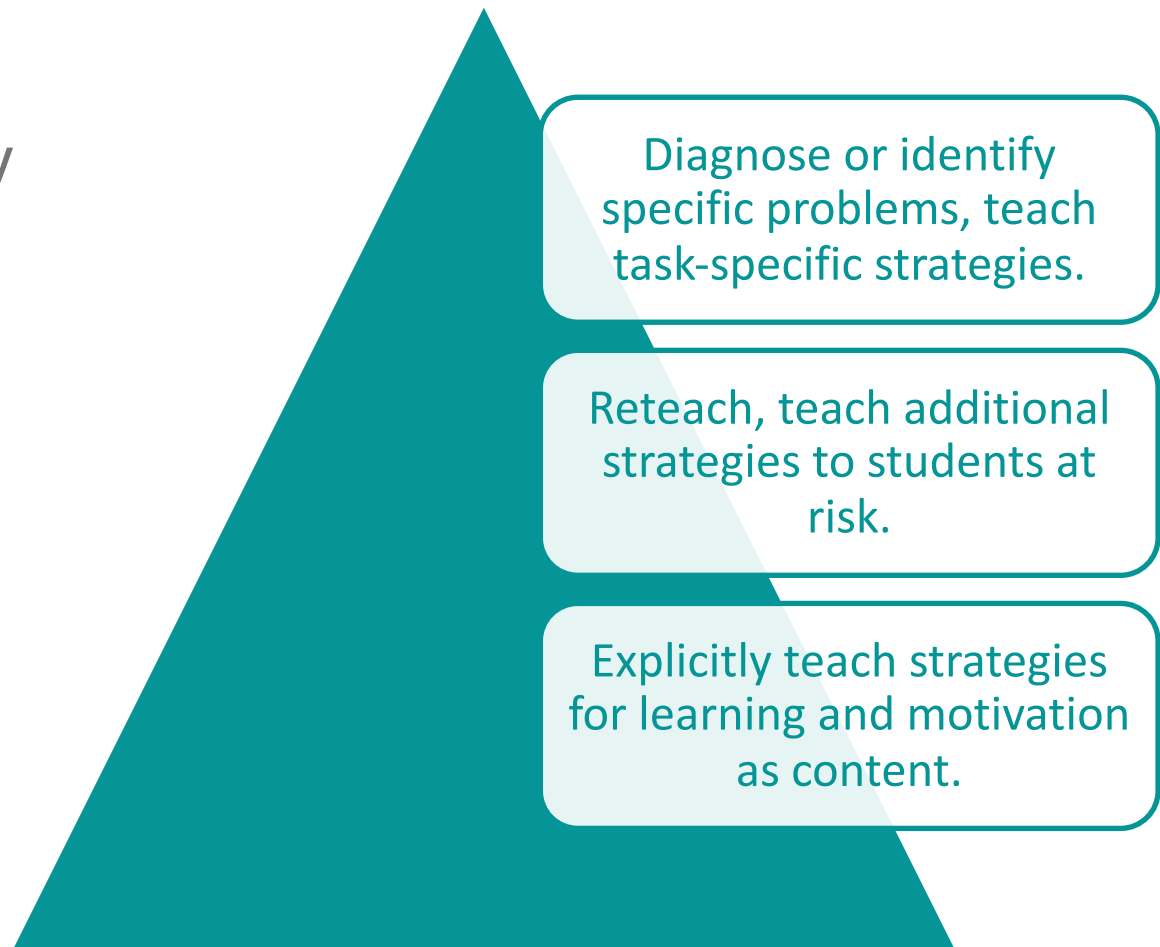 Diagnose or identify
specific problems, teach
task-specific strategies.
Reteach, teach additional
strategies to students at
risk.
Explicitly teach strategies
for learning and motivation
as content.